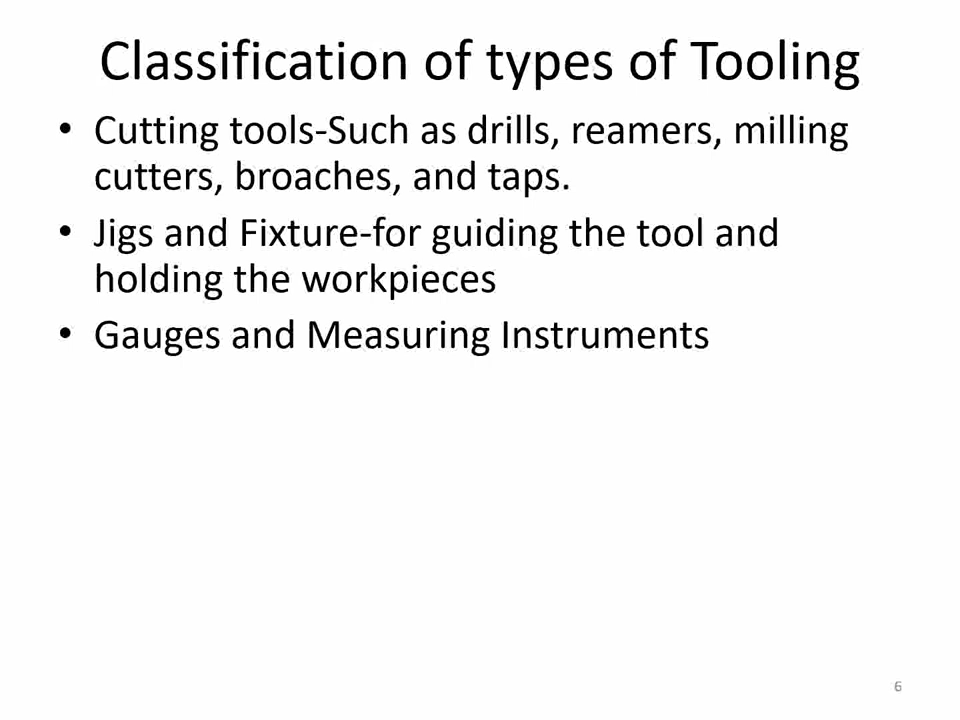 Classification of types of Tooling
• Cutting tools-Such as drills, reamers, milling
cutters, broaches, and taps.
• Jigs and Fixture-for guiding the tool and
holding the workpieces
• Gauges and Measuring Instruments
6